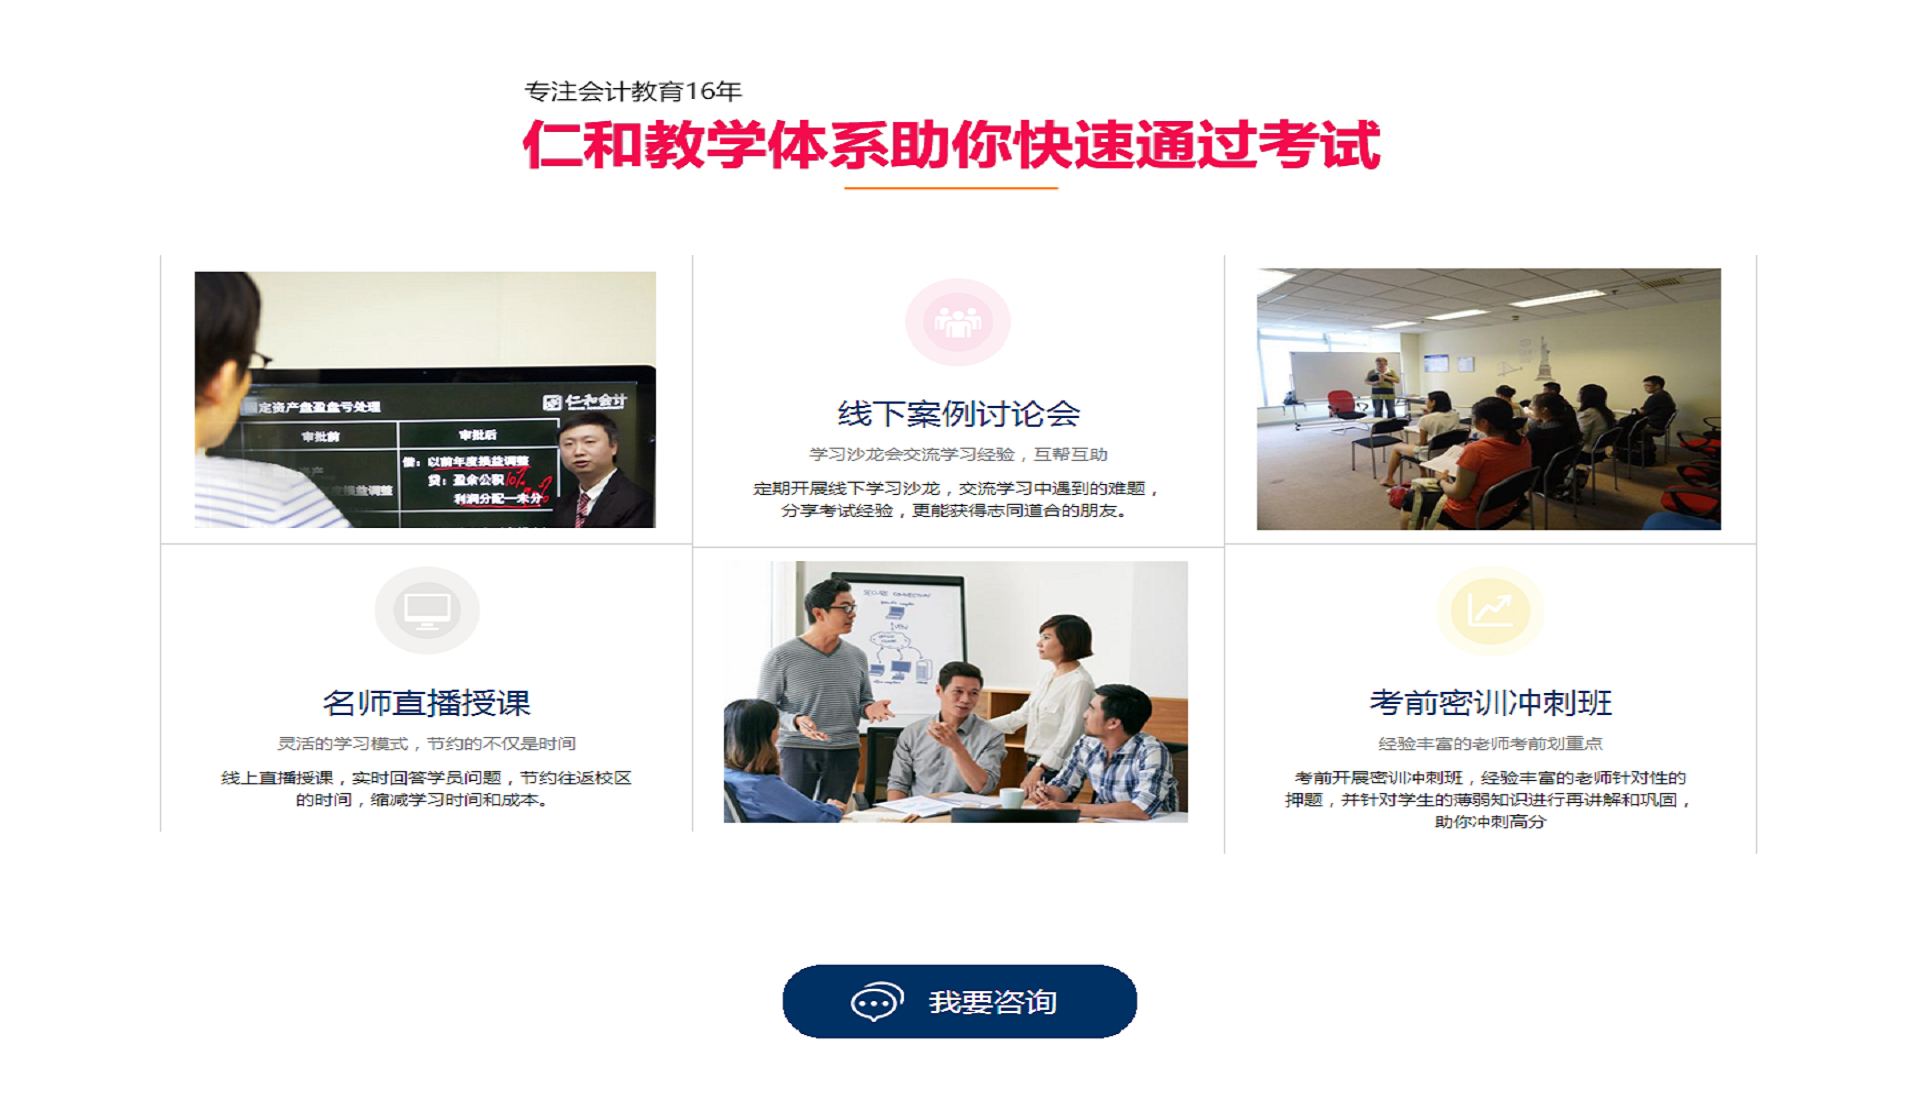 专注会计教育16年
仁和教学体系助你快速通过考试
定资产盘盈盘亏处理
仁和会计
审批前
审批后
借：以前年度损益调整
贷：盈余公积10%
利润分配—未分
损益调整
线下案例讨论会
学习沙龙会交流学习经验，互帮互助
定期开展线下学习沙龙，交流学习中遇到的难题，
分享考试经验，更能获得志同道合的朋友。
名师直播授课
灵活的学习模式，节约的不仅是时间
线上直播授课，实时回答学员问题，节约往返校区
的时间，缩减学习时间和成本。
SECURE CONNECTION
VPN
考前密训冲刺班
经验丰富的老师考前划重点
考前开展密训冲刺班，经验丰富的老师针对性的
押题，并针对学生的薄弱知识进行再讲解和巩固，
助你冲刺高分
我要咨询